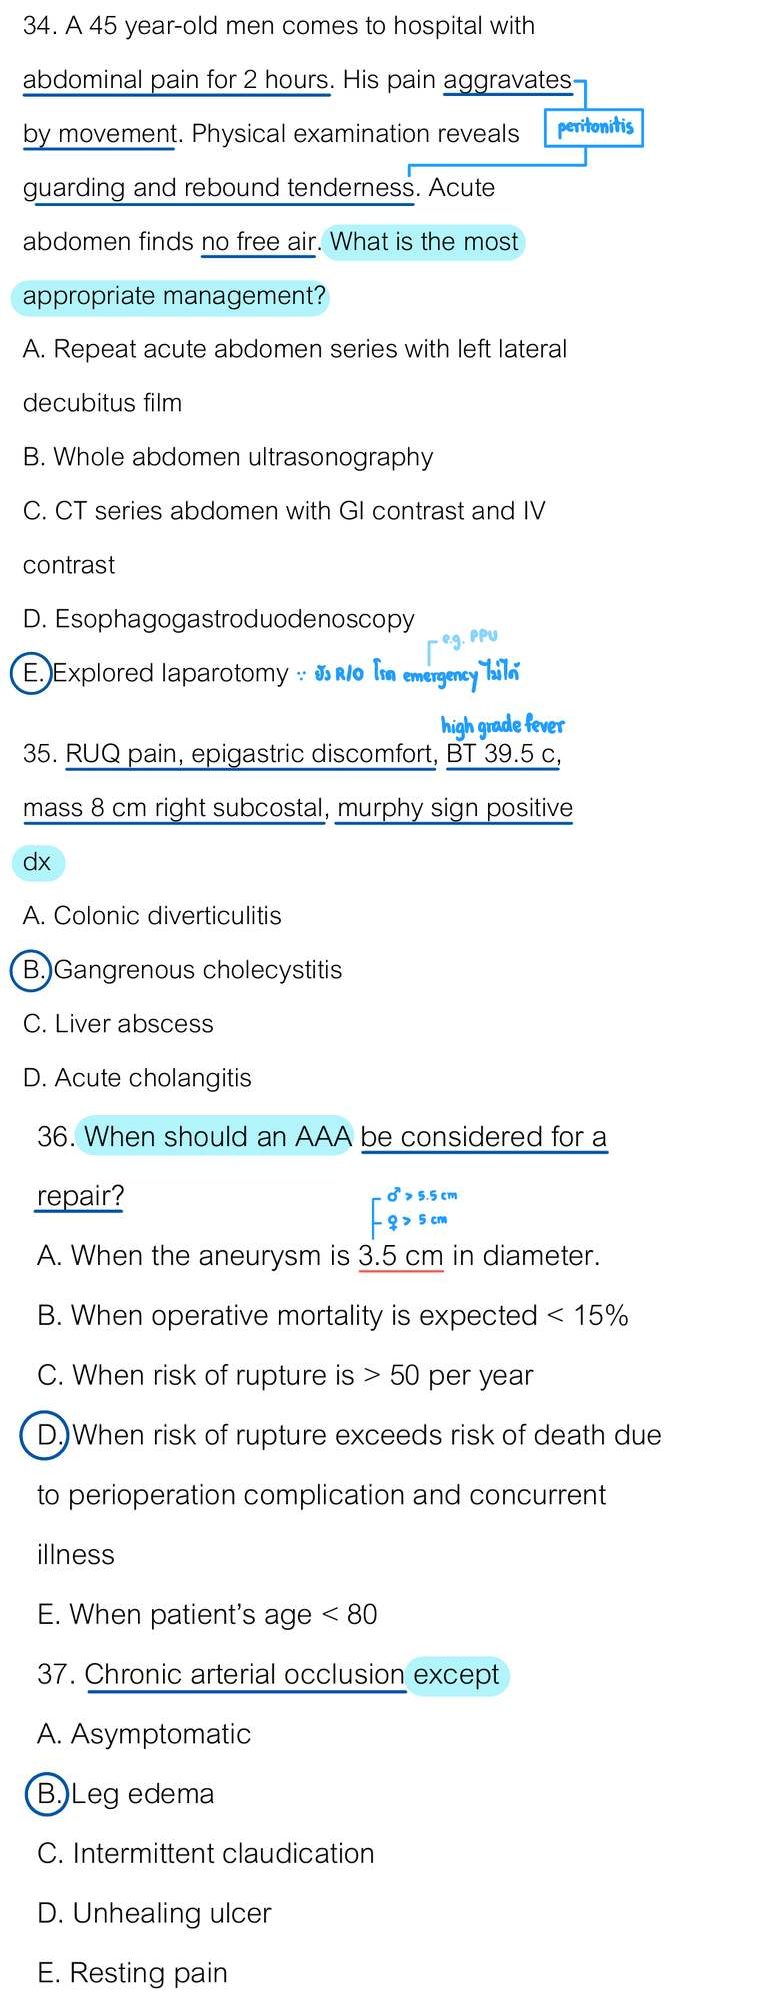 34. A 45 year-old men comes to hospital with
abdominal pain for 2 hours. His pain aggravates
by movement. Physical examination reveals
peritonitis
guarding and rebound tenderness. Acute
abdomen finds no free air. What is the most
appropriate management?
A. Repeat acute abdomen series with left lateral
decubitus film
B. Whole abdomen ultrasonography
C. CT series abdomen with GI contrast and IV
contrast
D. Esophagogastroduodenoscopy
e.g. PPU
E. Explored laparotomy ∵ ยัง R/O โรค emergency ไม่ได้
high grade fever
35. RUQ pain, epigastric discomfort, BT 39.5 c,
mass 8 cm right subcostal, murphy sign positive
dx
A. Colonic diverticulitis
B. Gangrenous cholecystitis
C. Liver abscess
D. Acute cholangitis
36. When should an AAA be considered for a
repair?
♂ > 5.5 cm
♀ > 5 cm
A. When the aneurysm is 3.5 cm in diameter.
B. When operative mortality is expected < 15%
C. When risk of rupture is > 50 per year
D. When risk of rupture exceeds risk of death due
to perioperation complication and concurrent
illness
E. When patient's age < 80
37. Chronic arterial occlusion except
A. Asymptomatic
B. Leg edema
C. Intermittent claudication
D. Unhealing ulcer
E. Resting pain